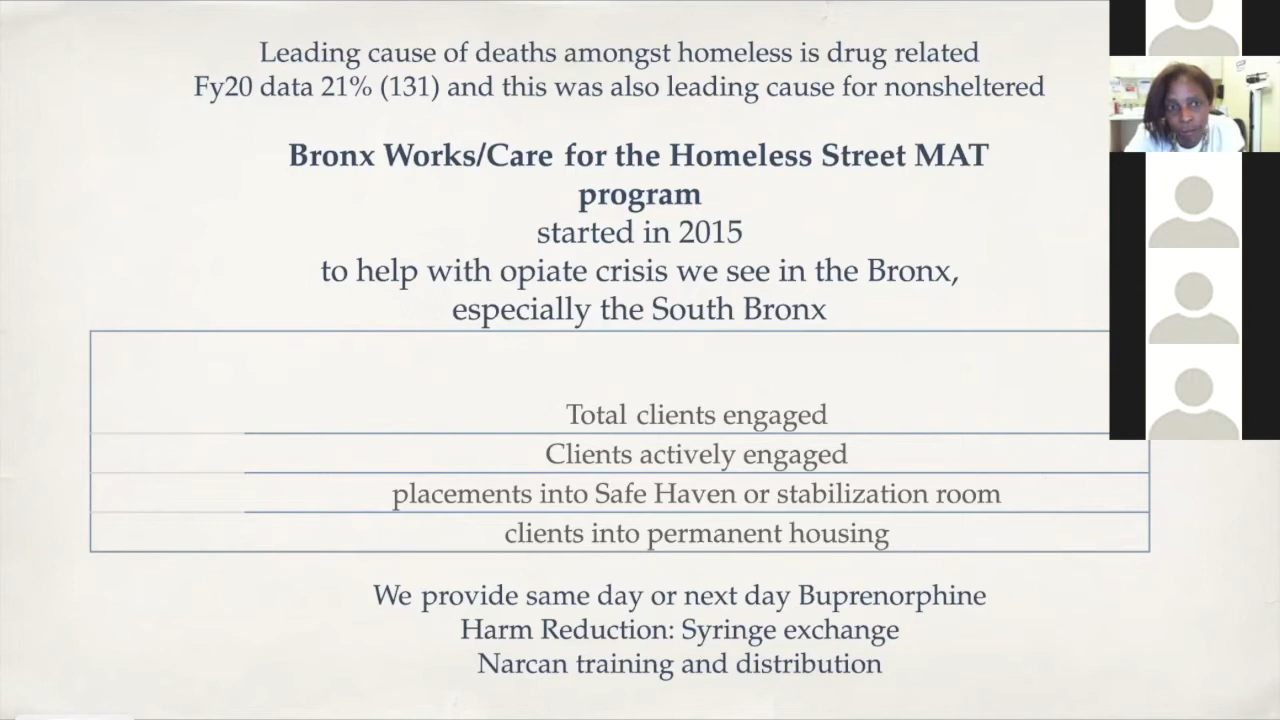 Leading cause of deaths amongst homeless is drug related
Fy20 data 21% (131) and this was also leading cause for nonsheltered
Bronx Works/Care for the Homeless Street MAT
program
started in 2015
to help with opiate crisis we see in the Bronx,
especially the South Bronx
Total clients engaged
Clients actively engaged
placements into Safe Haven or stabilization room
clients into permanent housing
We provide same day or next day Buprenorphine
Harm Reduction: Syringe exchange
Narcan training and distribution